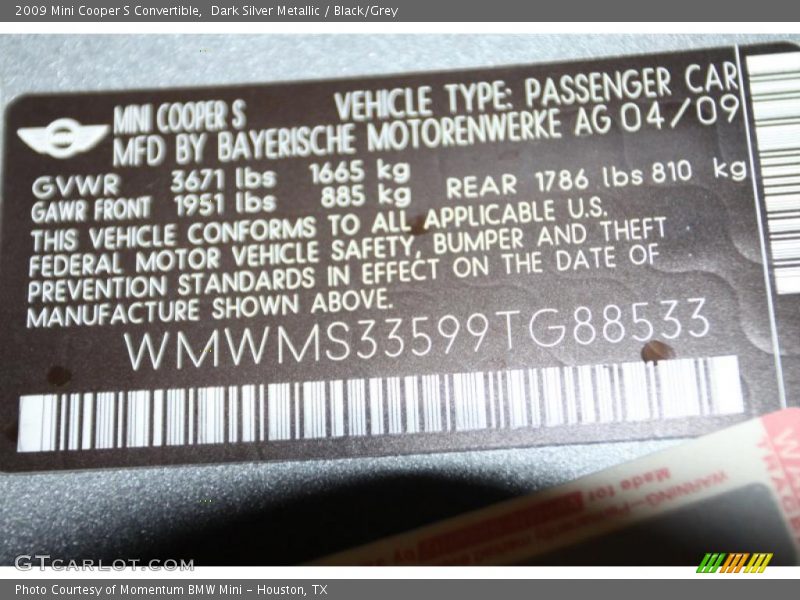 2009 Mini Cooper S Convertible,  Dark Silver Metallic / Black/Grey
MINI COOPER S VEHICLE TYPE: PASSENGER CAR
MFD BY BAYERISCHE MOTORENWERKE AG 04/09
GVWR 3671 lbs 1665 kg
GAWR FRONT 1951 lbs 885 kg REAR 1786 lbs 810 kg
THIS VEHICLE CONFORMS TO ALL APPLICABLE U.S.
FEDERAL MOTOR VEHICLE SAFETY, BUMPER AND THEFT
PREVENTION STANDARDS IN EFFECT ON THE DATE OF
MANUFACTURE SHOWN ABOVE.
WMWMS33599TG88533
WARNING
Made for
GTCARLOT.COM
Photo Courtesy of Momentum BMW Mini - Houston, TX